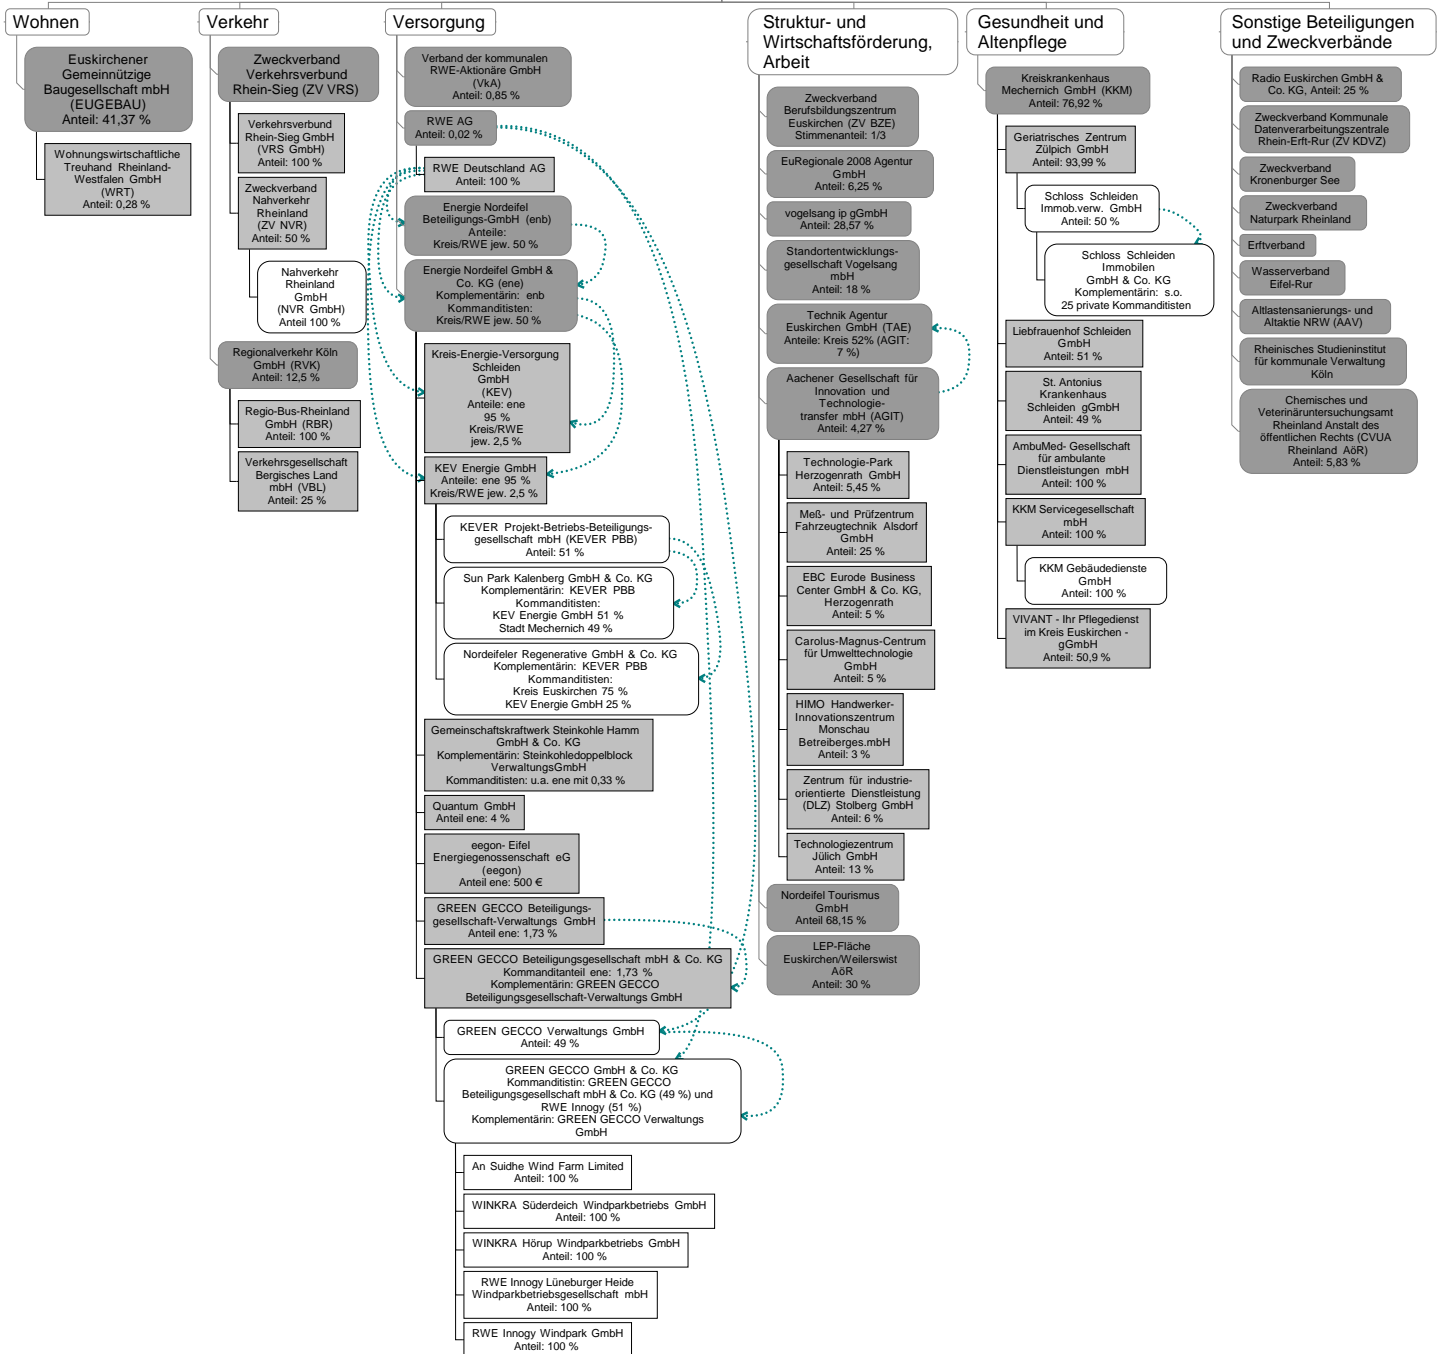 Wohnen
Euskirchener
Gemeinnützige
Baugesellschaft mbH
(EUGEBAU)
Anteil: 41,37 %
Wohnungswirtschaftliche
Treuhand Rheinland-
Westfalen GmbH
(WRT)
Anteil: 0,28 %
Verkehr
Zweckverband
Verkehrsverbund
Rhein-Sieg (ZV VRS)
Verkehrsverbund
Rhein-Sieg GmbH
(VRS GmbH)
Anteil: 100 %
Zweckverband
Nahverkehr
Rheinland
(ZV NVR)
Anteil: 50 %
Nahverkehr
Rheinland
GmbH
(NVR GmbH)
Anteil 100 %
Regionalverkehr Köln
GmbH (RVK)
Anteil: 12,5 %
Regio-Bus-Rheinland
GmbH (RBR)
Anteil: 100 %
Verkehrsgesellschaft
Bergisches Land
mbH (VBL)
Anteil: 25 %
Versorgung
Verband der kommunalen
RWE-Aktionäre GmbH
(VkA)
Anteil: 0,85 %
RWE AG
Anteil: 0,02 %
RWE Deutschland AG
Anteil: 100 %
Energie Nordeifel
Beteiligungs-GmbH (enb)
Anteile:
Kreis/RWE jew. 50 %
Energie Nordeifel GmbH &
Co. KG (ene)
Komplementärin: enb
Kommanditisten:
Kreis/RWE jew. 50 %
Kreis-Energie-Versorgung
Schleiden
GmbH
(KEV)
Anteile: ene
95 %
Kreis/RWE
jew. 2,5 %
KEV Energie GmbH
Anteile: ene 95 %
Kreis/RWE jew. 2,5 %
KEVER Projekt-Betriebs-Beteiligungs-
gesellschaft mbH (KEVER PBB)
Anteil: 51 %
Sun Park Kalenberg GmbH & Co. KG
Komplementärin: KEVER PBB
Kommanditisten:
KEV Energie GmbH 51 %
Stadt Mechernich 49 %
Nordeifeler Regenerative GmbH & Co. KG
Komplementärin: KEVER PBB
Kommanditisten:
Kreis Euskirchen 75 %
KEV Energie GmbH 25 %
Gemeinschaftskraftwerk Steinkohle Hamm
GmbH & Co. KG
Komplementärin: Steinkohledoppelblock
VerwaltungsGmbH
Kommanditisten: u.a. ene mit 0,33 %
Quantum GmbH
Anteil ene: 4 %
eegon- Eifel
Energiegenossenschaft eG
(eegon)
Anteil ene: 500 €
GREEN GECCO Beteiligungs-
gesellschaft-Verwaltungs GmbH
Anteil ene: 1,73 %
GREEN GECCO Beteiligungsgesellschaft mbH & Co. KG
Kommanditanteil ene: 1,73 %
Komplementärin: GREEN GECCO
Beteiligungsgesellschaft-Verwaltungs GmbH
GREEN GECCO Verwaltungs GmbH
Anteil: 49 %
GREEN GECCO GmbH & Co. KG
Kommanditistin: GREEN GECCO
Beteiligungsgesellschaft mbH & Co. KG (49 %) und
RWE Innogy (51 %)
Komplementärin: GREEN GECCO Verwaltungs
GmbH
An Suidhe Wind Farm Limited
Anteil: 100 %
WINKRA Süderdeich Windparkbetriebs GmbH
Anteil: 100 %
WINKRA Hörup Windparkbetriebs GmbH
Anteil: 100 %
RWE Innogy Lüneburger Heide
Windparkbetriebsgesellschaft mbH
Anteil: 100 %
RWE Innogy Windpark GmbH
Anteil: 100 %
Struktur- und
Wirtschaftsförderung,
Arbeit
Zweckverband
Berufsbildungszentrum
Euskirchen (ZV BZE)
Stimmenanteil: 1/3
EuRegionale 2008 Agentur
GmbH
Anteil: 6,25 %
vogelsang ip gGmbH
Anteil: 28,57 %
Standortentwicklungs-
gesellschaft Vogelsang
mbH
Anteil: 18 %
Technik Agentur
Euskirchen GmbH (TAE)
Anteile: Kreis 52% (AGIT:
7 %)
Aachener Gesellschaft für
Innovation und
Technologie-
transfer mbH (AGIT)
Anteil: 4,27 %
Technologie-Park
Herzogenrath GmbH
Anteil: 5,45 %
Meß- und Prüfzentrum
Fahrzeugtechnik Alsdorf
GmbH
Anteil: 25 %
EBC Eurode Business
Center GmbH & Co. KG,
Herzogenrath
Anteil: 5 %
Carolus-Magnus-Centrum
für Umwelttechnologie
GmbH
Anteil: 5 %
HIMO Handwerker-
Innovationszentrum
Monschau
Betreiberges.mbH
Anteil: 3 %
Zentrum für industrie-
orientierte Dienstleistung
(DLZ) Stolberg GmbH
Anteil: 6 %
Technologiezentrum
Jülich GmbH
Anteil: 13 %
Nordeifel Tourismus
GmbH
Anteil 68,15 %
LEP-Fläche
Euskirchen/Weilerswist
AöR
Anteil: 30 %
Gesundheit und
Altenpflege
Kreiskrankenhaus
Mechernich GmbH (KKM)
Anteil: 76,92 %
Geriatrisches Zentrum
Zülpich GmbH
Anteil: 93,99 %
Schloss Schleiden
Immob.verw. GmbH
Anteil: 50 %
Schloss Schleiden
Immobilen
GmbH & Co. KG
Komplementärin: s.o.
25 private Kommanditisten
Liebfrauenhof Schleiden
GmbH
Anteil: 51 %
St. Antonius
Krankenhaus
Schleiden gGmbH
Anteil: 49 %
AmbuMed- Gesellschaft
für ambulante
Dienstleistungen mbH
Anteil: 100 %
KKM Servicegesellschaft
mbH
Anteil: 100 %
KKM Gebäudedienste
GmbH
Anteil: 100 %
VIVANT - Ihr Pflegedienst
im Kreis Euskirchen -
gGmbH
Anteil: 50,9 %
Sonstige Beteiligungen
und Zweckverbände
Radio Euskirchen GmbH &
Co. KG, Anteil: 25 %
Zweckverband Kommunale
Datenverarbeitungszentrale
Rhein-Erft-Rur (ZV KDVZ)
Zweckverband
Kronenburger See
Zweckverband
Naturpark Rheinland
Erftverband
Wasserverband
Eifel-Rur
Altlastensanierungs- und
Altaktie NRW (AAV)
Rheinisches Studieninstitut
für kommunale Verwaltung
Köln
Chemisches und
Veterinäruntersuchungsamt
Rheinland Anstalt des
öffentlichen Rechts (CVUA
Rheinland AöR)
Anteil: 5,83 %